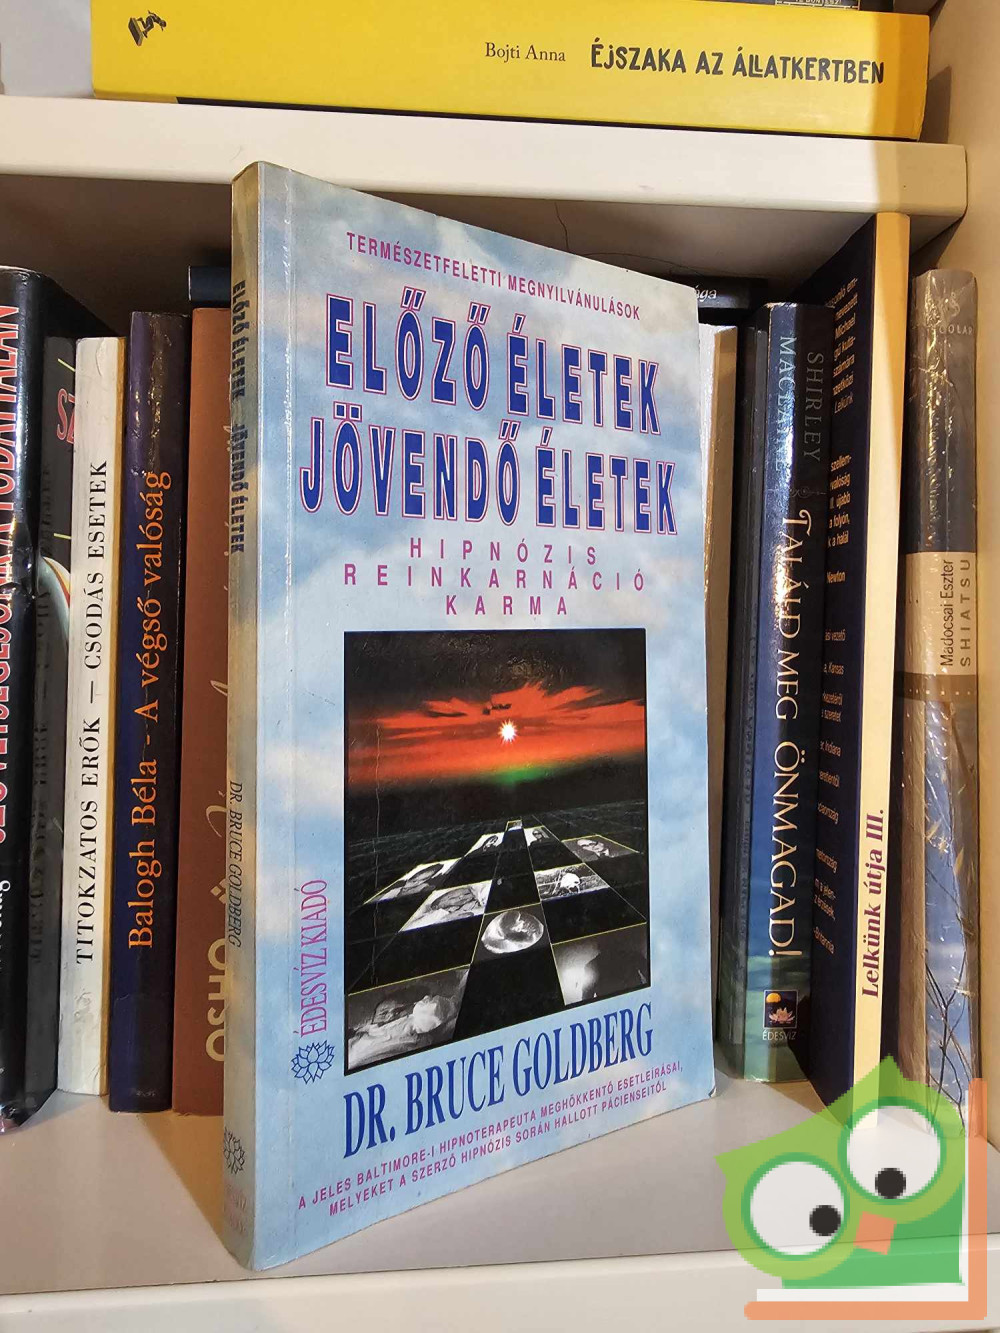 Bojti Anna ÉJSZAKA AZ ÁLLATKERTBEN
TERMÉSZETFELETTI MEGNYILVÁNULÁSOK
ELŐZŐ ÉLETEK
JÖVENDŐ ÉLETEK
HIPNÓZIS
REINKARNÁCIÓ
KARMA
ÉDESVÍZ KIADÓ
DR. BRUCE GOLDBERG
A JELES BALTIMORE-I HIPNOTERAPEUTA MEGHÖKKENTŐ ESETLEÍRÁSAI,
MELYEKET A SZERZŐ HIPNÓZIS SORÁN HALLOTT PÁCIENSEITŐL
ELŐZŐ ÉLETEK JÖVENDŐ ÉLETEK
DR. BRUCE GOLDBERG
TITOKZATOS ERŐK — CSODÁS ESETEK
Balogh Béla - A végső valóság
OSHO
SHIRLEY
MACLAINE
TALÁLD MEG ÖNMAGAD!
ÉDESVÍZ
Lelkünk útja III.
Newton
Mádocsai Eszter
SHIATSU